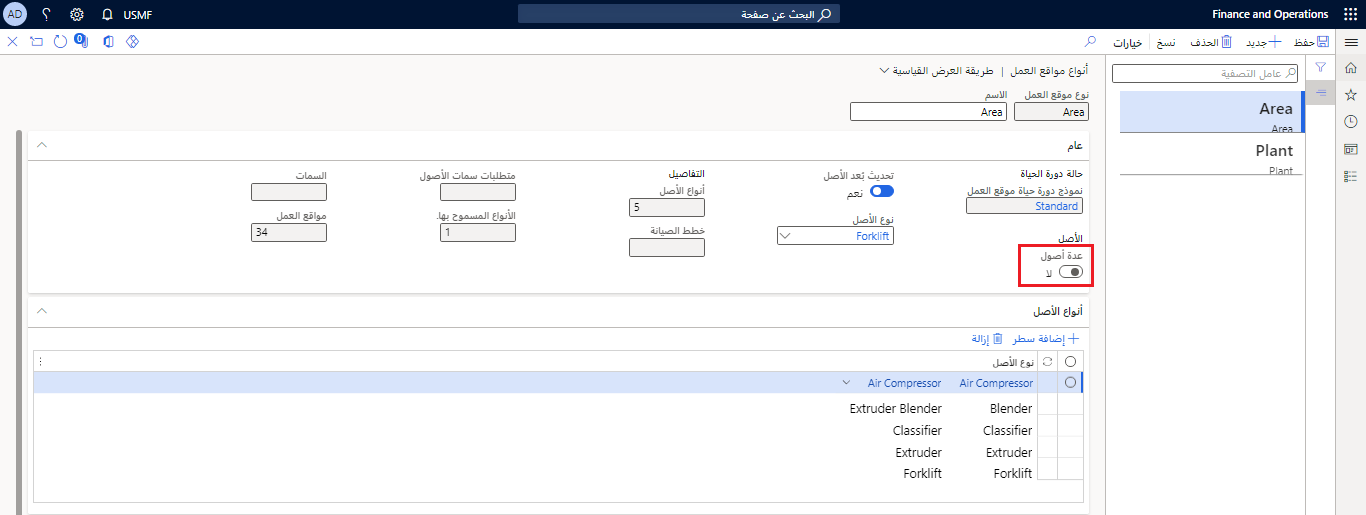 Finance and Operations
البحث عن صفحة
USMF
AD
حفظ
جديد
الحذف
نسخ
خيارات
0
عامل التصفية
Area
Area
Plant
Plant
أنواع مواقع العمل | طريقة العرض القياسية
نوع موقع العمل
Area
الاسم
Area
عام
حالة دورة الحياة
نموذج دورة حياة موقع العمل
Standard
الأصل
عدة أصول
لا
تحديث بُعد الأصل
نعم
نوع الأصل
Forklift
التفاصيل
أنواع الأصل
5
خطط الصيانة
متطلبات سمات الأصول
الأنواع المسموح بها.
1
السمات
مواقع العمل
34
أنواع الأصل
إضافة سطر
إزالة
نوع الأصل
Air Compressor Air Compressor
Blender Extruder Blender
Classifier Classifier
Extruder Extruder
Forklift Forklift